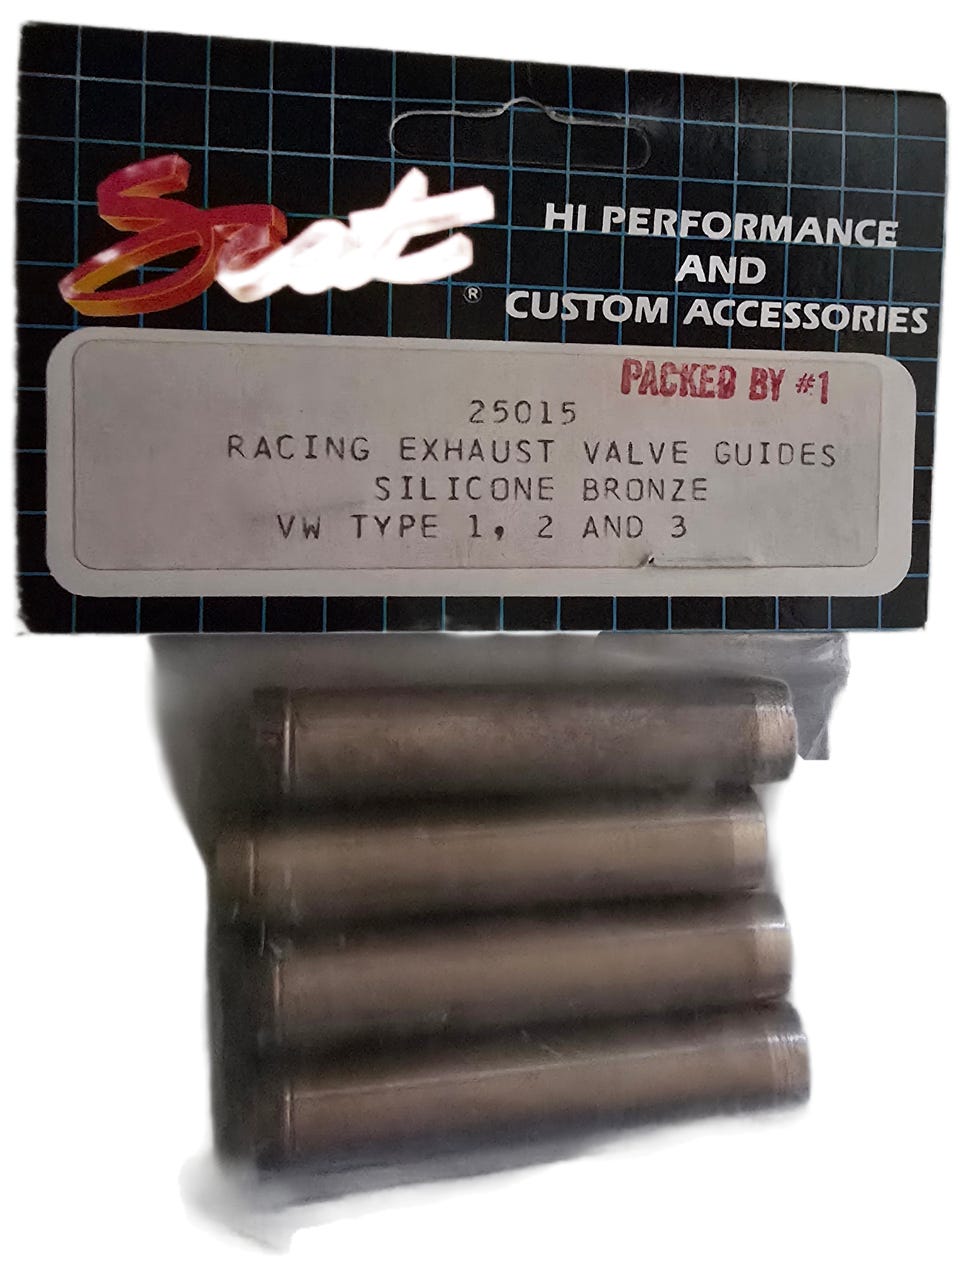 Scat
®
HI PERFORMANCE
AND
CUSTOM ACCESSORIES
PACKED BY #1
25015
RACING EXHAUST VALVE GUIDES
SILICONE BRONZE
VW TYPE 1, 2 AND 3